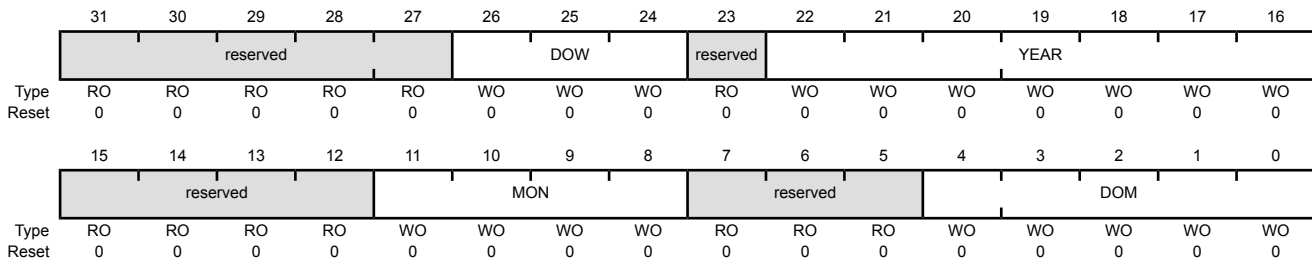 31 30 29 28 27 26 25 24 23 22 21 20 19 18 17 16
reserved DOW reserved YEAR
Type RO RO RO RO RO WO WO WO RO WO WO WO WO WO WO WO
Reset 0 0 0 0 0 0 0 0 0 0 0 0 0 0 0 0
15 14 13 12 11 10 9 8 7 6 5 4 3 2 1 0
reserved MON reserved DOM
Type RO RO RO RO WO WO WO WO RO RO RO WO WO WO WO WO
Reset 0 0 0 0 0 0 0 0 0 0 0 0 0 0 0 0